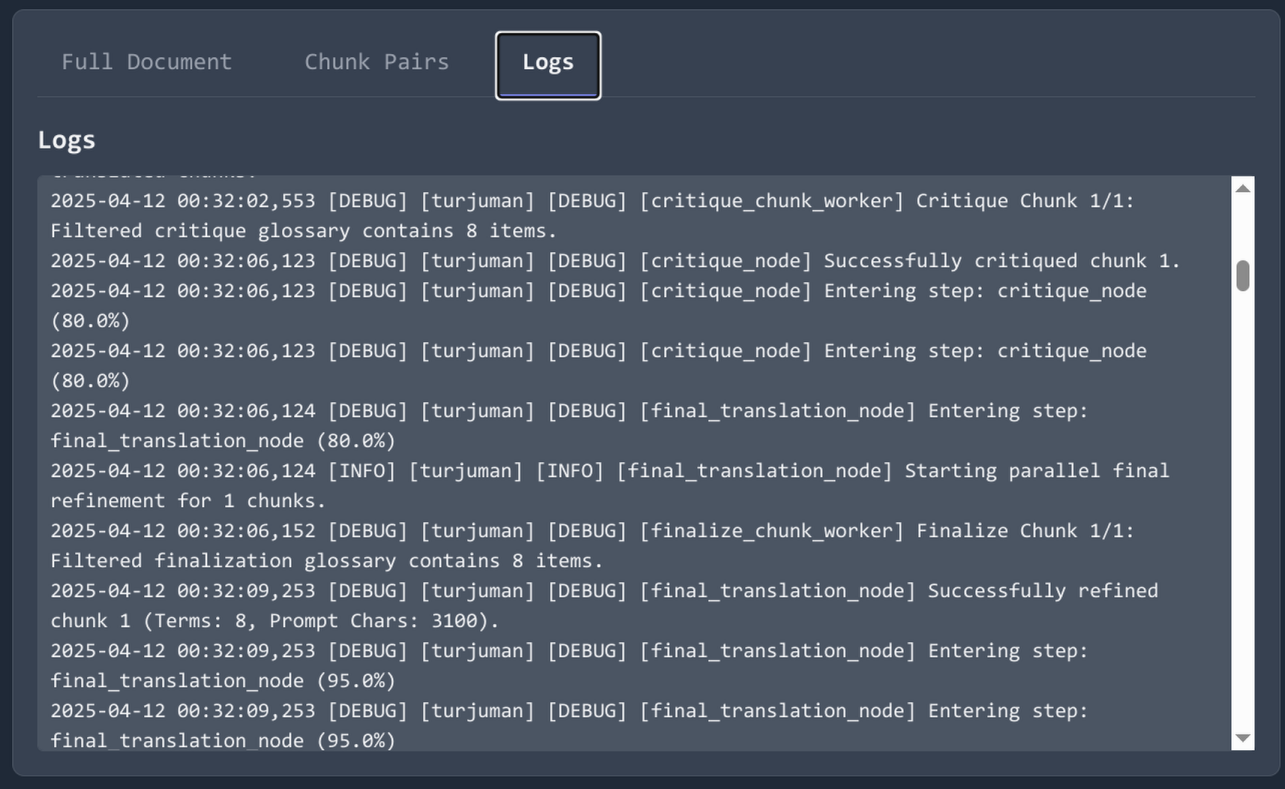 Full Document Chunk Pairs Logs
Logs
translated chunks.
2025-04-12 00:32:02,553 [DEBUG] [turjuman] [DEBUG] [critique_chunk_worker] Critique Chunk 1/1:
Filtered critique glossary contains 8 items.
2025-04-12 00:32:06,123 [DEBUG] [turjuman] [DEBUG] [critique_node] Successfully critiqued chunk 1.
2025-04-12 00:32:06,123 [DEBUG] [turjuman] [DEBUG] [critique_node] Entering step: critique_node
(80.0%)
2025-04-12 00:32:06,123 [DEBUG] [turjuman] [DEBUG] [critique_node] Entering step: critique_node
(80.0%)
2025-04-12 00:32:06,124 [DEBUG] [turjuman] [DEBUG] [final_translation_node] Entering step:
final_translation_node (80.0%)
2025-04-12 00:32:06,124 [INFO] [turjuman] [INFO] [final_translation_node] Starting parallel final
refinement for 1 chunks.
2025-04-12 00:32:06,152 [DEBUG] [turjuman] [DEBUG] [finalize_chunk_worker] Finalize Chunk 1/1:
Filtered finalization glossary contains 8 items.
2025-04-12 00:32:09,253 [DEBUG] [turjuman] [DEBUG] [final_translation_node] Successfully refined
chunk 1 (Terms: 8, Prompt Chars: 3100).
2025-04-12 00:32:09,253 [DEBUG] [turjuman] [DEBUG] [final_translation_node] Entering step:
final_translation_node (95.0%)
2025-04-12 00:32:09,253 [DEBUG] [turjuman] [DEBUG] [final_translation_node] Entering step:
final_translation_node (95.0%)